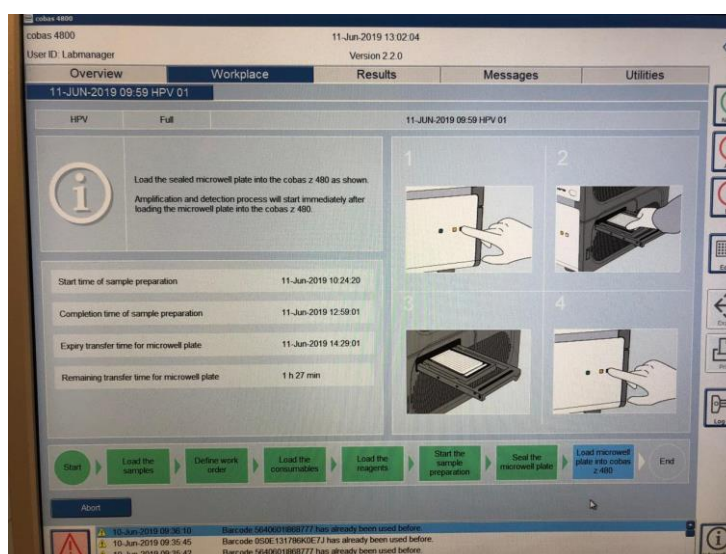 cobas 4800
cobas 4800
11-Jun-2019 13:02:04
User ID: Labmanager
Version 2.2.0
Overview
Workplace
Results
Messages
Utilities
11-JUN-2019 09:59 HPV 01
HPV
Full
11-JUN-2019 09:59 HPV 01
Load the sealed microwell plate into the cobas z 480 as shown.
Amplification and detection process will start immediately after
loading the microwell plate into the cobas z 480.
1
2
Start time of sample preparation
11-Jun-2019 10:24:20
Completion time of sample preparation
11-Jun-2019 12:59:01
Expiry transfer time for microwell plate
11-Jun-2019 14:29:01
Remaining transfer time for microwell plate
1 h 27 min
3
4
Start
Load the
samples
Define work
order
Load the
consumables
Load the
reagents
Start the
sample
preparation
Seal the
microwell plate
Load microwell
plate into cobas
z 480
End
Abort
10-Jun-2019 09:36:10
Barcode 5640601868777 has already been used before.
10-Jun-2019 09:35:45
Barcode 0S0E131786K0E7J has already been used before.
10-Jun-2019 09:35:42
Barcode 5640601868777 has already been used before.